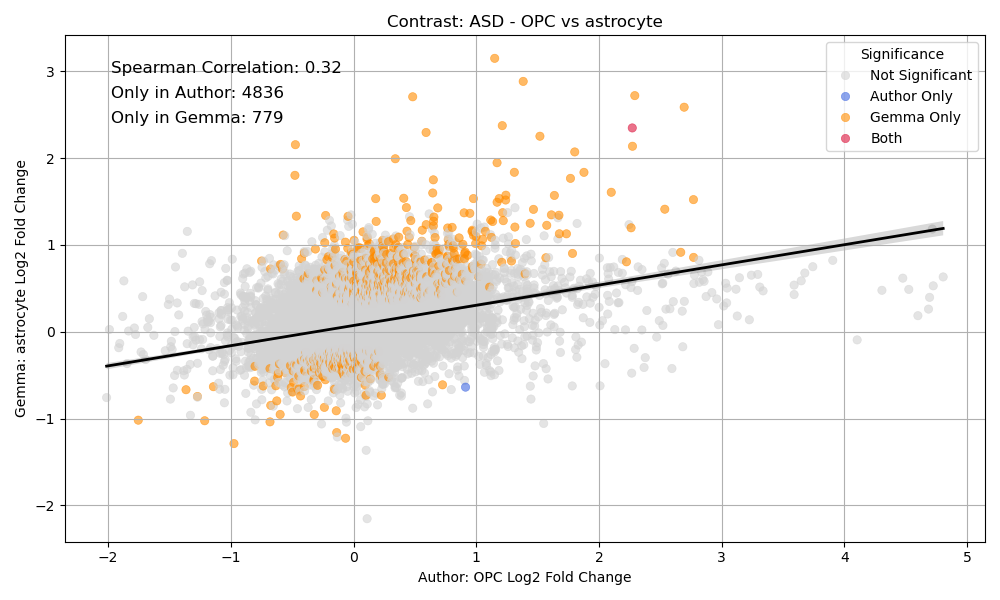 Contrast: ASD - OPC vs astrocyte
Spearman Correlation: 0.32
Only in Author: 4836
Only in Gemma: 779
Significance
Not Significant
Author Only
Gemma Only
Both
Gemma: astrocyte Log2 Fold Change
3
2
1
0
−1
−2
−2 −1 0 1 2 3 4 5
Author: OPC Log2 Fold Change